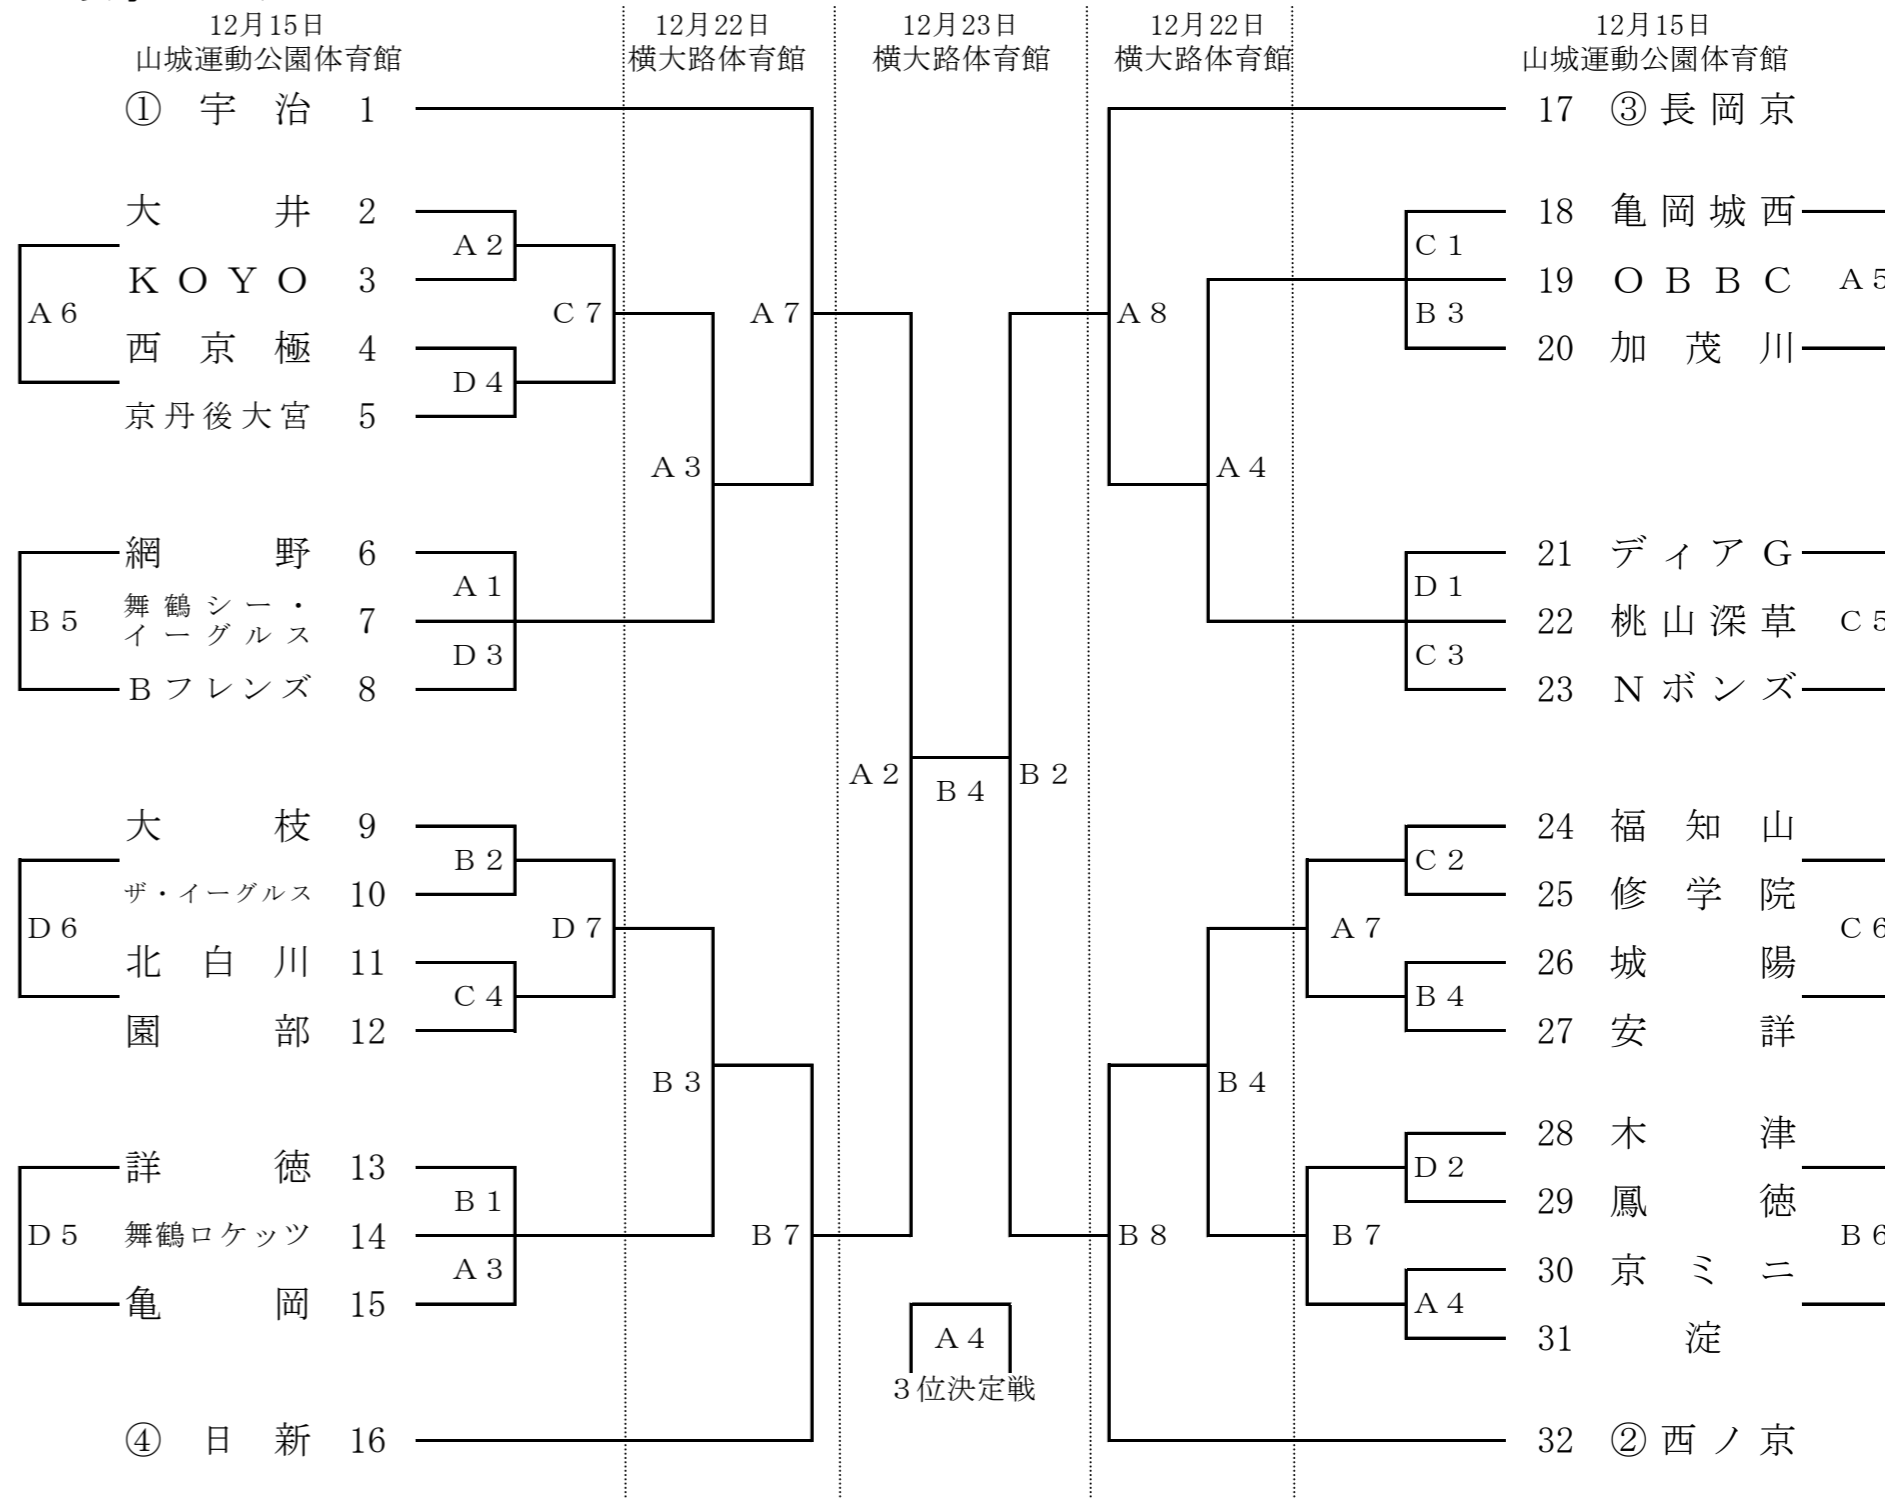 12月15日
山城運動公園体育館
12月22日
横大路体育館
12月23日
横大路体育館
12月22日
横大路体育館
12月15日
山城運動公園体育館
① 宇治 1
大井 2
A 2
KOYO 3
A 6
C 7
西京極 4
D 4
京丹後大宮 5
A 3
A 7
網野 6
A 1
舞鶴シー・
イーグルス 7
B 5
D 3
Bフレンズ 8
大枝 9
B 2
ザ・イーグルス 10
D 6
D 7
北白川 11
C 4
園部 12
B 3
詳徳 13
B 1
舞鶴ロケッツ 14
D 5
B 7
A 3
亀岡 15
④ 日新 16
A 2
B 4
B 2
A 4
3位決定戦
17 ③長岡京
18 亀岡城西
C 1
19 OBBC
A 5
A 8
B 3
20 加茂川
A 4
21 ディアG
D 1
22 桃山深草
C 5
C 3
23 Nボンズ
24 福知山
C 2
25 修学院
A 7
C 6
26 城陽
B 4
27 安詳
B 4
28 木津
D 2
29 鳳徳
B 8
B 7
B 6
30 京ミニ
A 4
31 淀
32 ②西ノ京